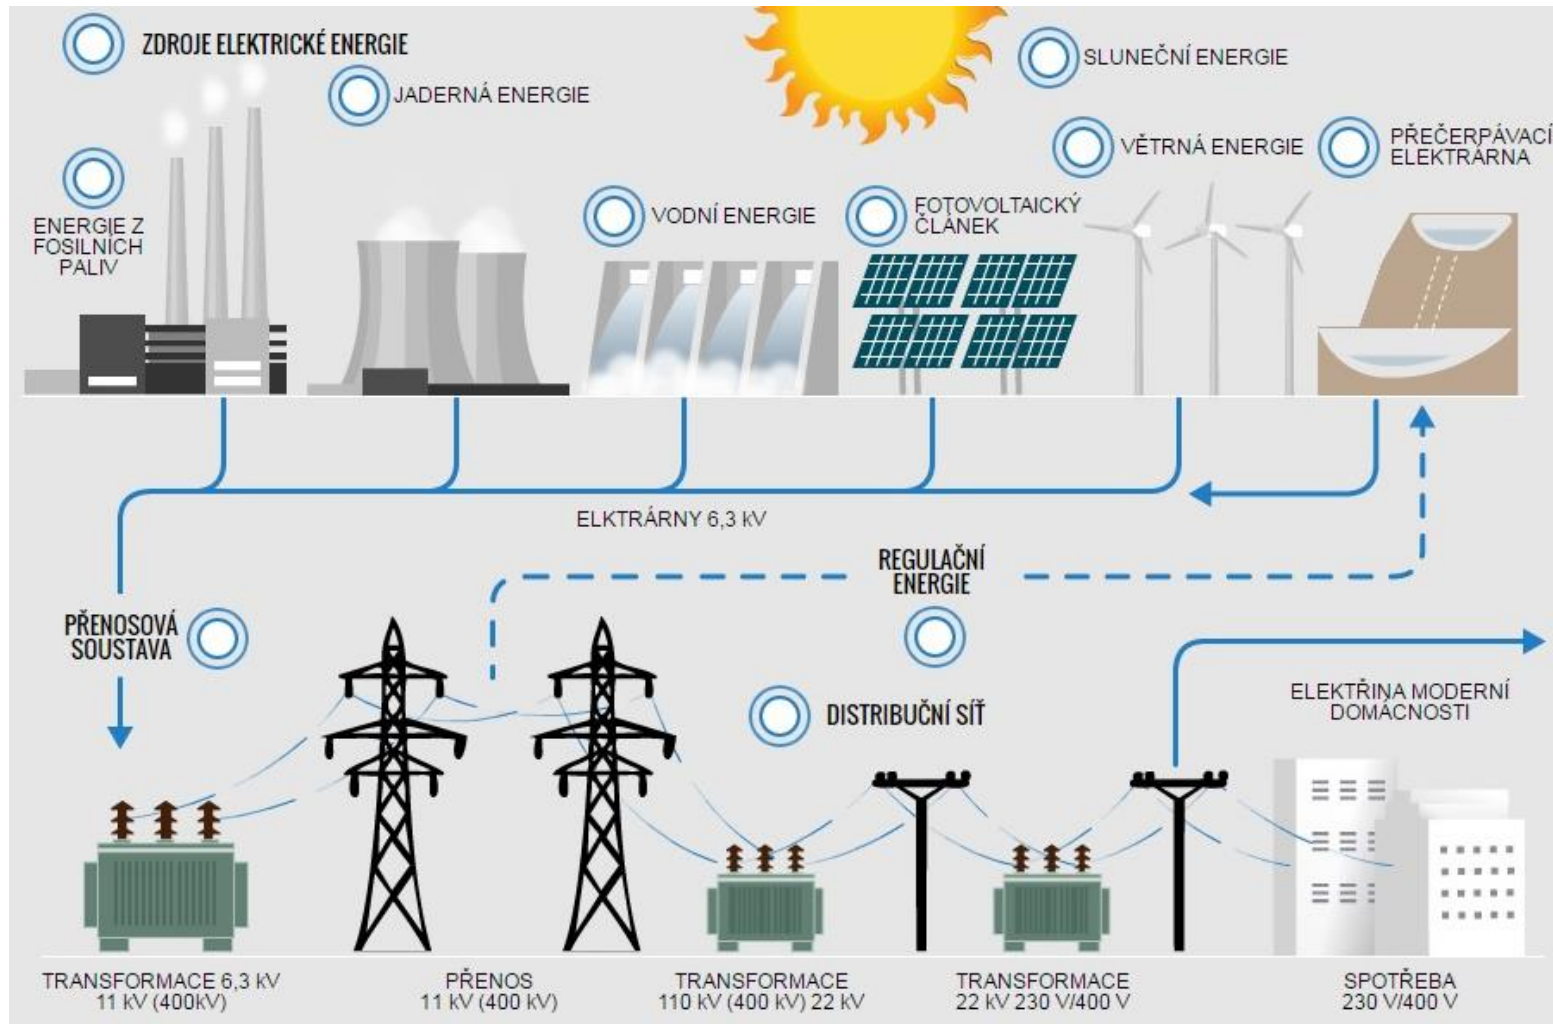 ZDROJE ELEKTRICKÉ ENERGIE
SLUNEČNÍ ENERGIE
JADERNÁ ENERGIE
VĚTRNÁ ENERGIE
PŘEČERPÁVACÍ
ELEKTRÁRNA
ENERGIE Z
FOSILNÍCH
PALIV
VODNÍ ENERGIE
FOTOVOLTAICKÝ
ČLÁNEK
ELKTRÁRNY 6,3 kV
REGULAČNÍ
ENERGIE
PŘENOSOVÁ
SOUSTAVA
DISTRIBUČNÍ SÍŤ
ELEKTŘINA MODERNÍ
DOMÁCNOSTI
TRANSFORMACE 6,3 kV
11 kV (400kV)
PŘENOS
11 kV (400 kV)
TRANSFORMACE
110 kV (400 kV) 22 kV
TRANSFORMACE
22 kV 230 V/400 V
SPOTŘEBA
230 V/400 V